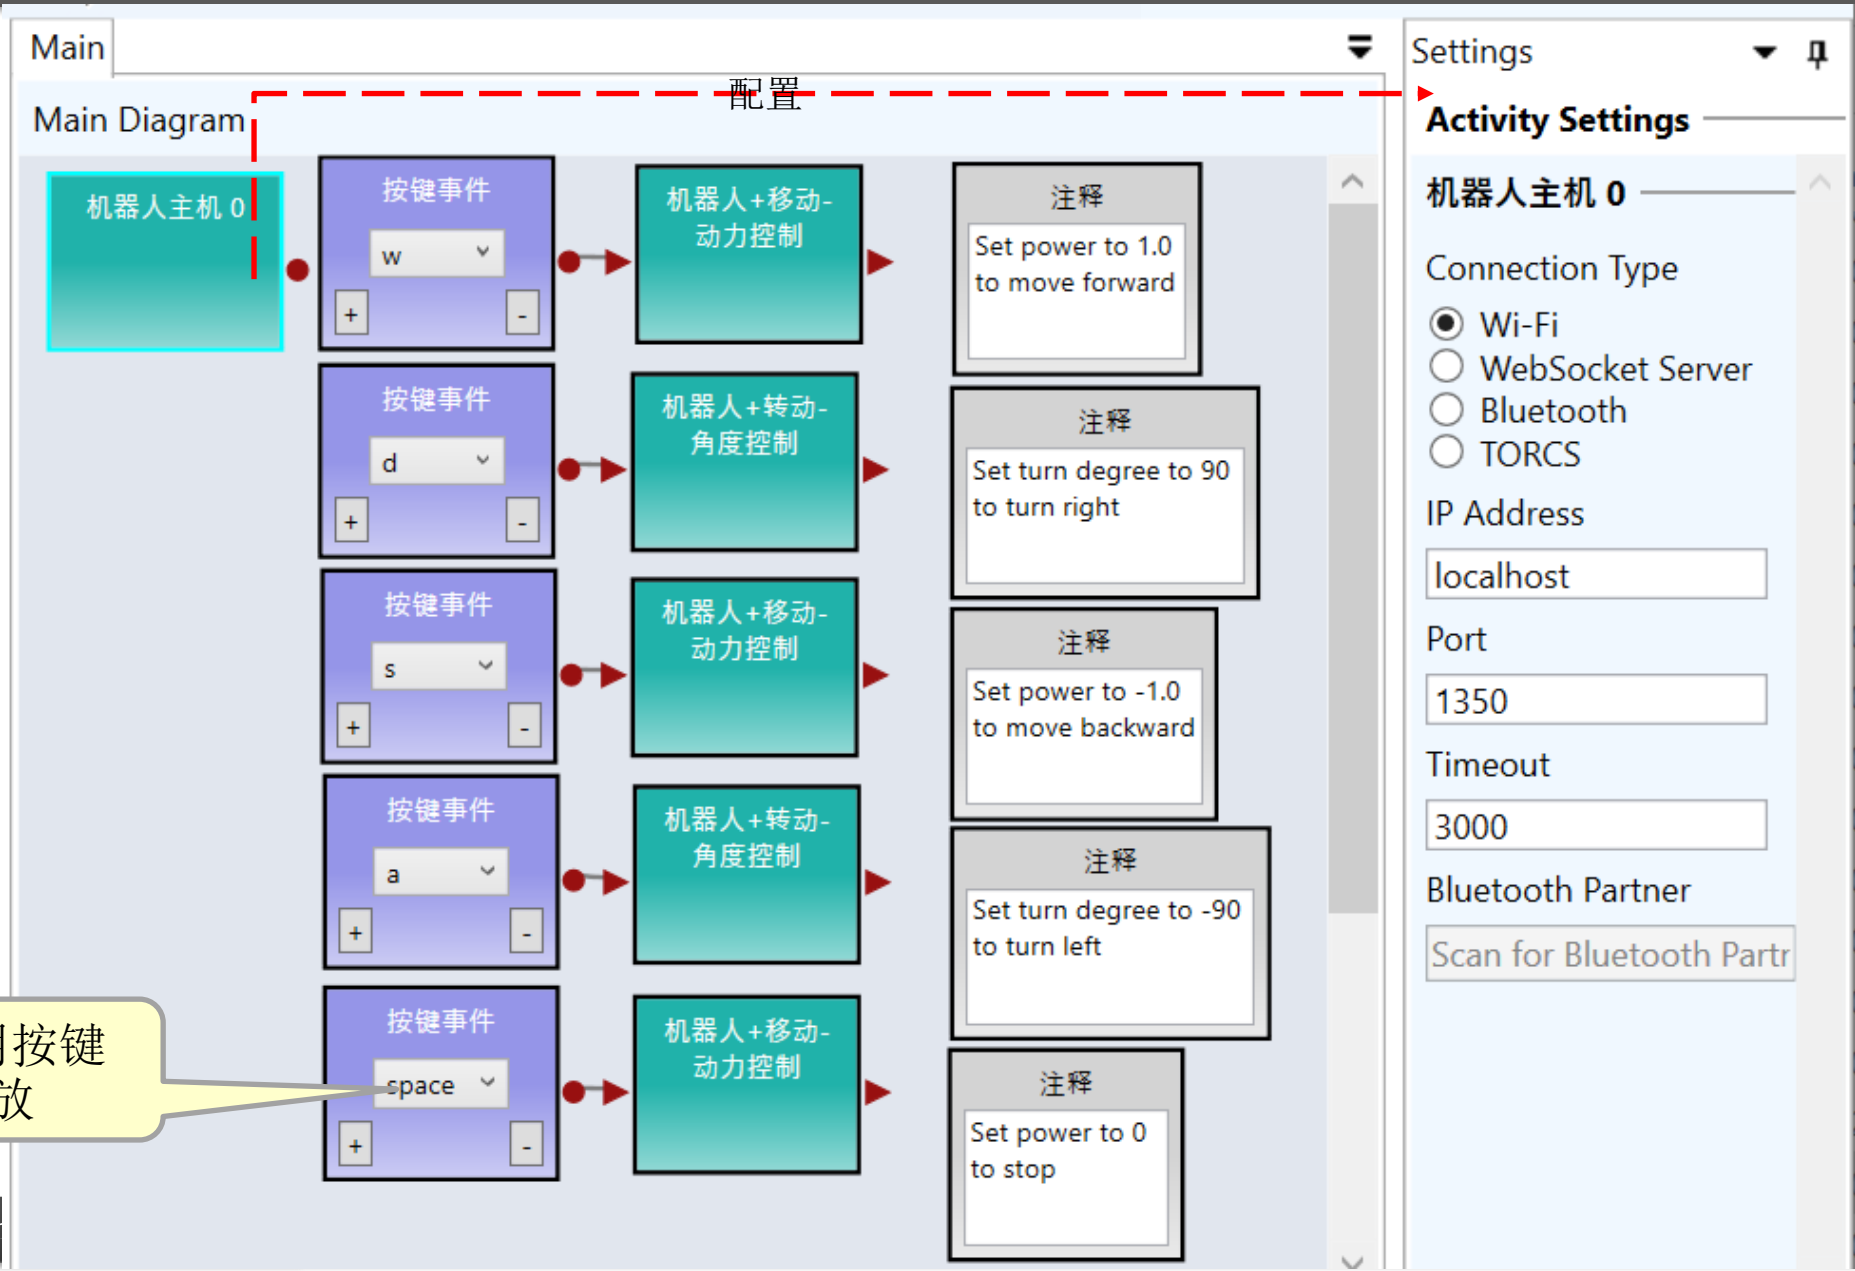 Main
Main Diagram
配置
机器人主机 0
按键事件
w
+
-
机器人+移动-
动力控制
注释
Set power to 1.0
to move forward
按键事件
d
+
-
机器人+转动-
角度控制
注释
Set turn degree to 90
to turn right
按键事件
s
+
-
机器人+移动-
动力控制
注释
Set power to -1.0
to move backward
按键事件
a
+
-
机器人+转动-
角度控制
注释
Set turn degree to -90
to turn left
按键
放
按键事件
space
+
-
机器人+移动-
动力控制
注释
Set power to 0
to stop
Settings
Activity Settings
机器人主机 0
Connection Type
Wi-Fi
WebSocket Server
Bluetooth
TORCS
IP Address
localhost
Port
1350
Timeout
3000
Bluetooth Partner
Scan for Bluetooth Partr